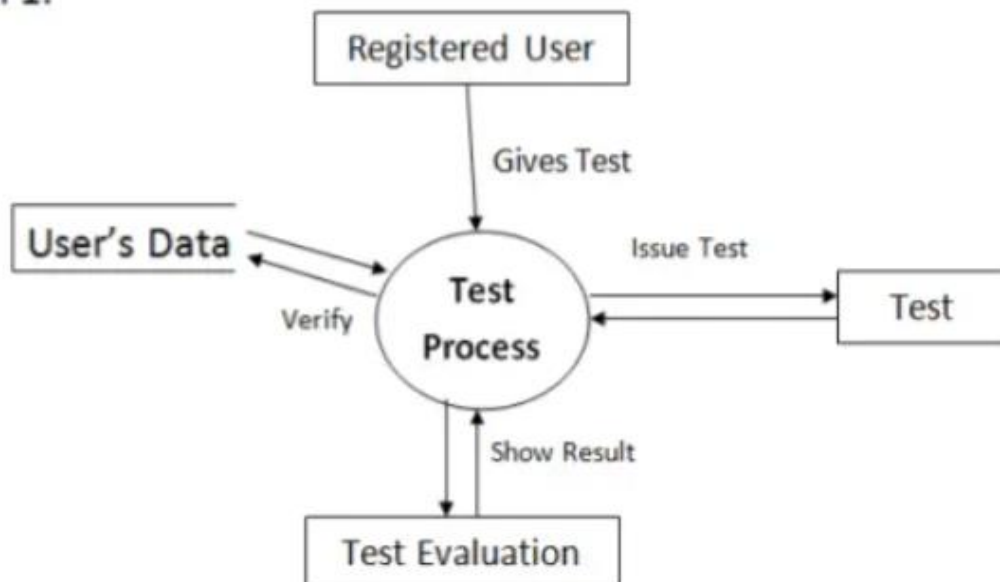 Registered User
Gives Test
User's Data
Issue Test
Test
Process
Verify
Test
Show Result
Test Evaluation